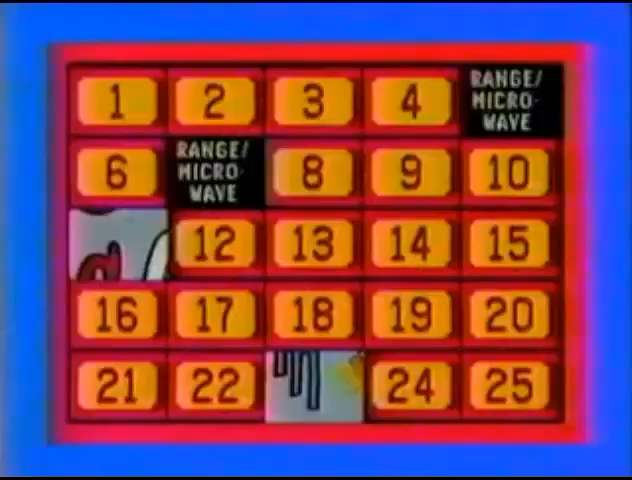 1 2 3 4 RANGE/
MICRO-
WAVE
6 RANGE/
MICRO-
WAVE
8 9 10
12 13 14 15
16 17 18 19 20
21 22 24 25